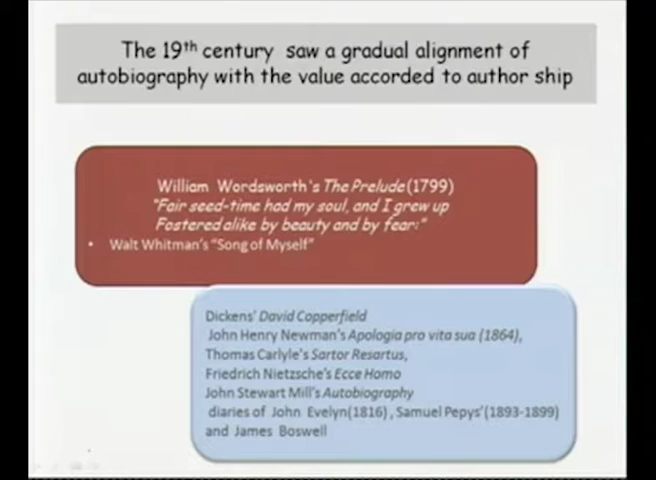 The 19th century saw a gradual alignment of
autobiography with the value accorded to author ship
William Wordsworth's The Prelude(1799)
"Fair seed-time had my soul, and I grew up
Fostered alike by beauty and by fear:"
• Walt Whitman's "Song of Myself"
Dickens' David Copperfield
John Henry Newman's Apologia pro vita sua (1864),
Thomas Carlyle's Sartor Resartus,
Friedrich Nietzsche's Ecce Homo
John Stewart Mill's Autobiography
diaries of John Evelyn(1816) , Samuel Pepys'(1893-1899)
and James Boswell